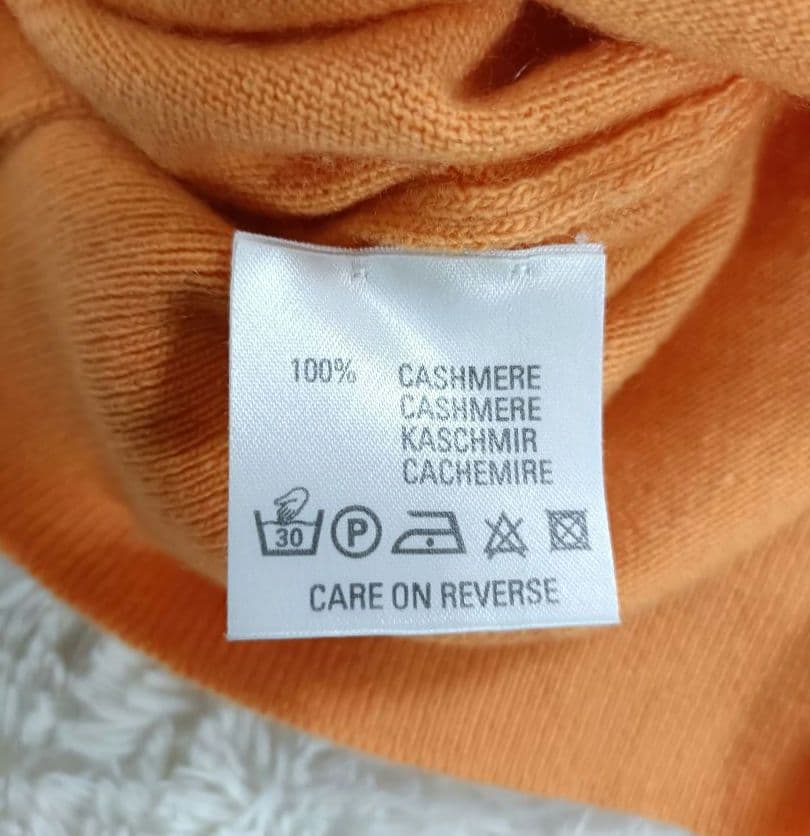 100% CASHMERE
CASHMERE
KASCHMIR
CACHEMIRE
30 P
CARE ON REVERSE